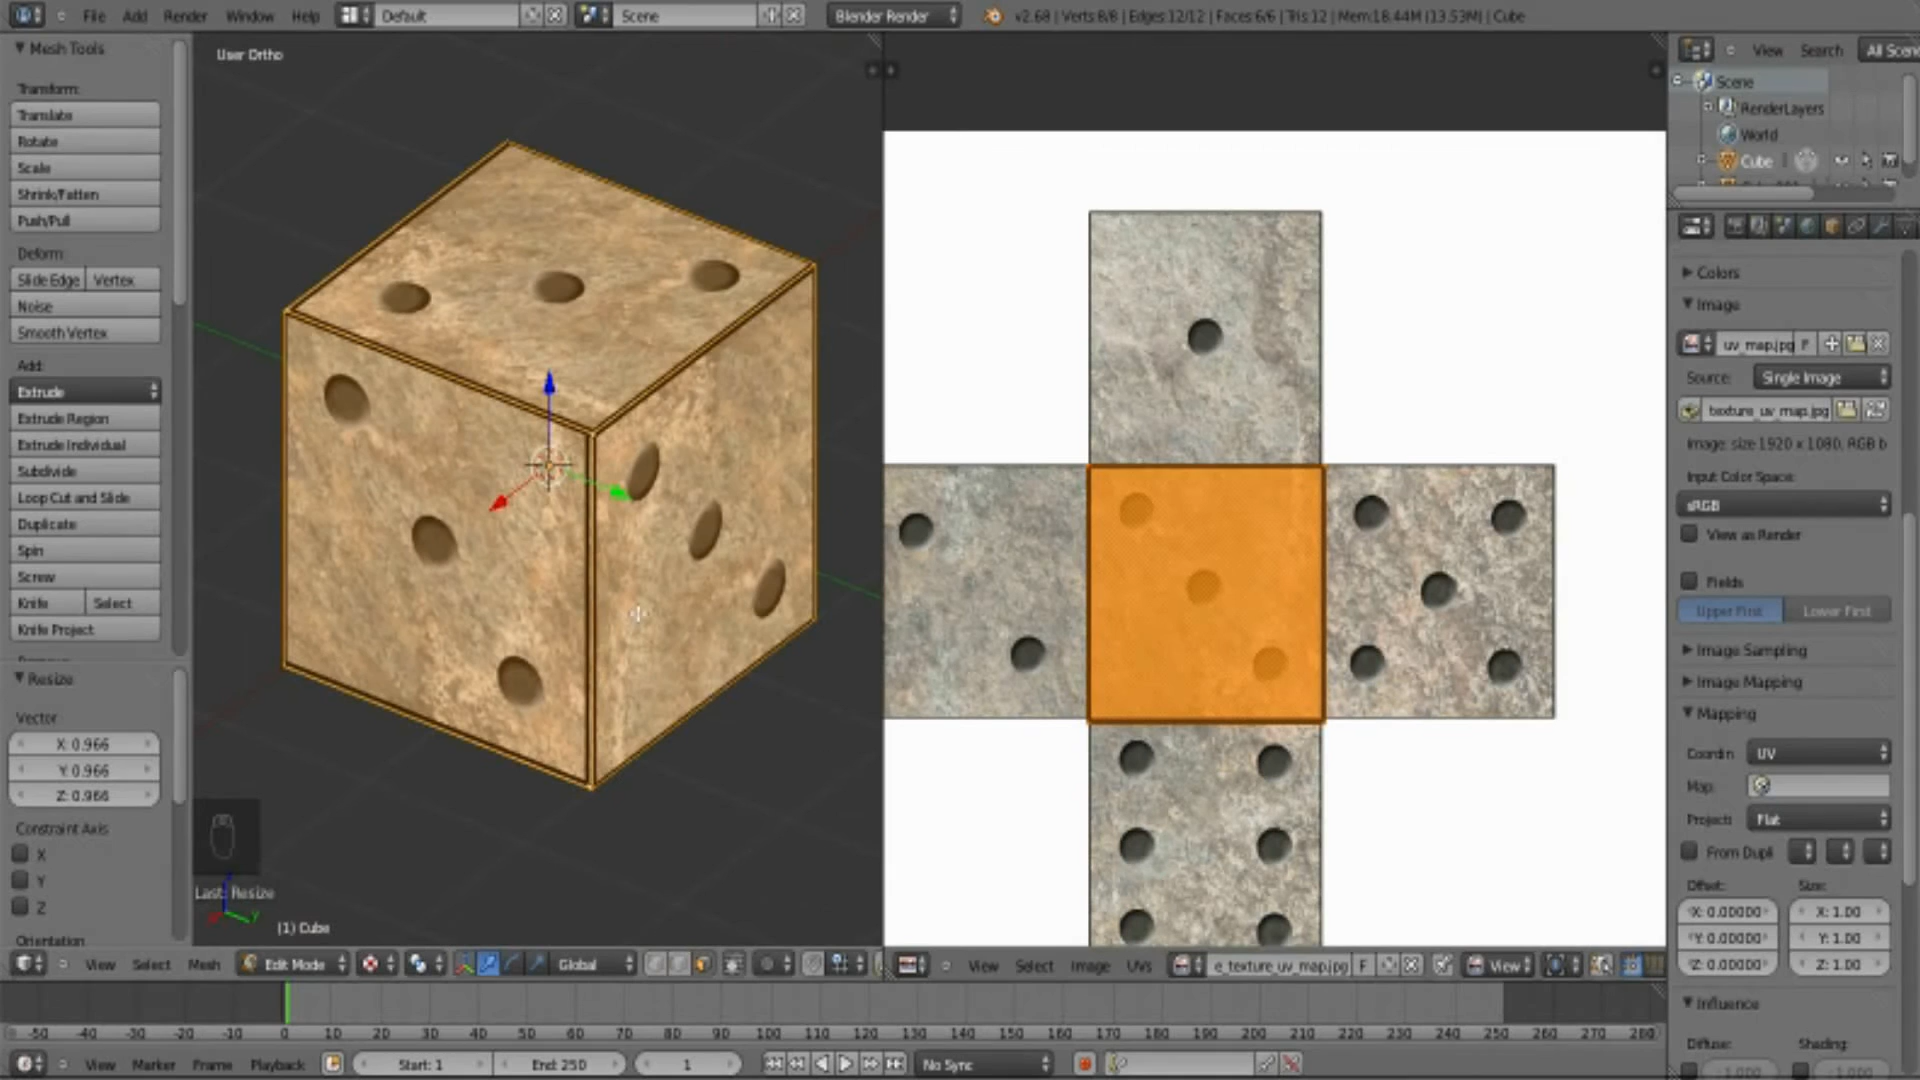 File Add Render Window Help Default Scene Blender Render v2.68 | Verts:8/8 | Edges:12/12 | Faces:6/6 | Tris:12 | Mem:18.44M (13.53M) | Cube
Mesh Tools
Transform:
Translate
Rotate
Scale
Shrink/Fatten
Push/Pull
Deform:
Slide Edge Vertex
Noise
Smooth Vertex
Add:
Extrude
Extrude Region
Extrude Individual
Subdivide
Loop Cut and Slide
Duplicate
Spin
Screw
Knife Select
Knife Project
Resize
Vector
X: 0.966
Y: 0.966
Z: 0.966
Constraint Axis
X
Y
Z
Orientation
User Ortho
Last: Resize
(1) Cube
View Select Mesh Edit Mode Global
View Select Image UVs e_texture_uv_map.jpg F View
View Search All Scen
Scene
RenderLayers
World
Cube
Colors
Image
uv_map.jpg F
Source: Single Image
texture_uv_map.jpg
Image: size 1920 x 1080, RGB b
Input Color Space:
sRGB
View as Render
Fields
Upper First Lower First
Image Sampling
Image Mapping
Mapping
Coordin UV
Map:
Projecti Flat
From Dupli
Offset: Size:
X: 0.00000 X: 1.00
Y: 0.00000 Y: 1.00
Z: 0.00000 Z: 1.00
Influence
Diffuse: Shading:
1.000 1.000
-50 -40 -30 -20 -10 0 10 20 30 40 50 60 70 80 90 100 110 120 130 140 150 160 170 180 190 200 210 220 230 240 250 260 270 280
View Marker Frame Playback Start: 1 End: 250 1 No Sync